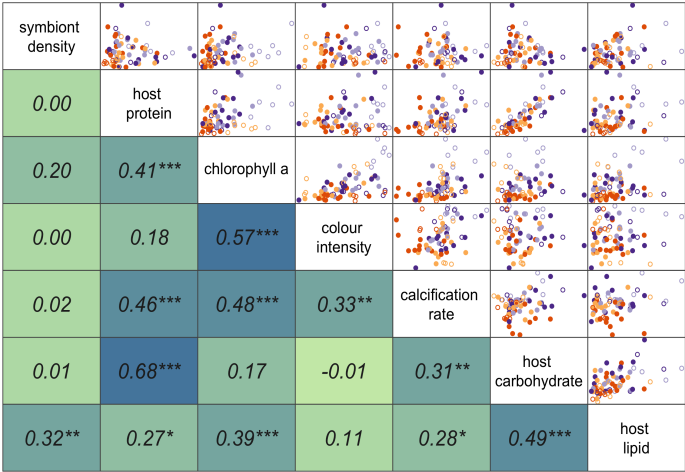 symbiont
density
0.00
host
protein
0.20
0.41***
chlorophyll a
0.00
0.18
0.57***
colour
intensity
0.02
0.46***
0.48***
0.33**
calcification
rate
0.01
0.68***
0.17
-0.01
0.31**
host
carbohydrate
0.32**
0.27*
0.39***
0.11
0.28*
0.49***
host
lipid